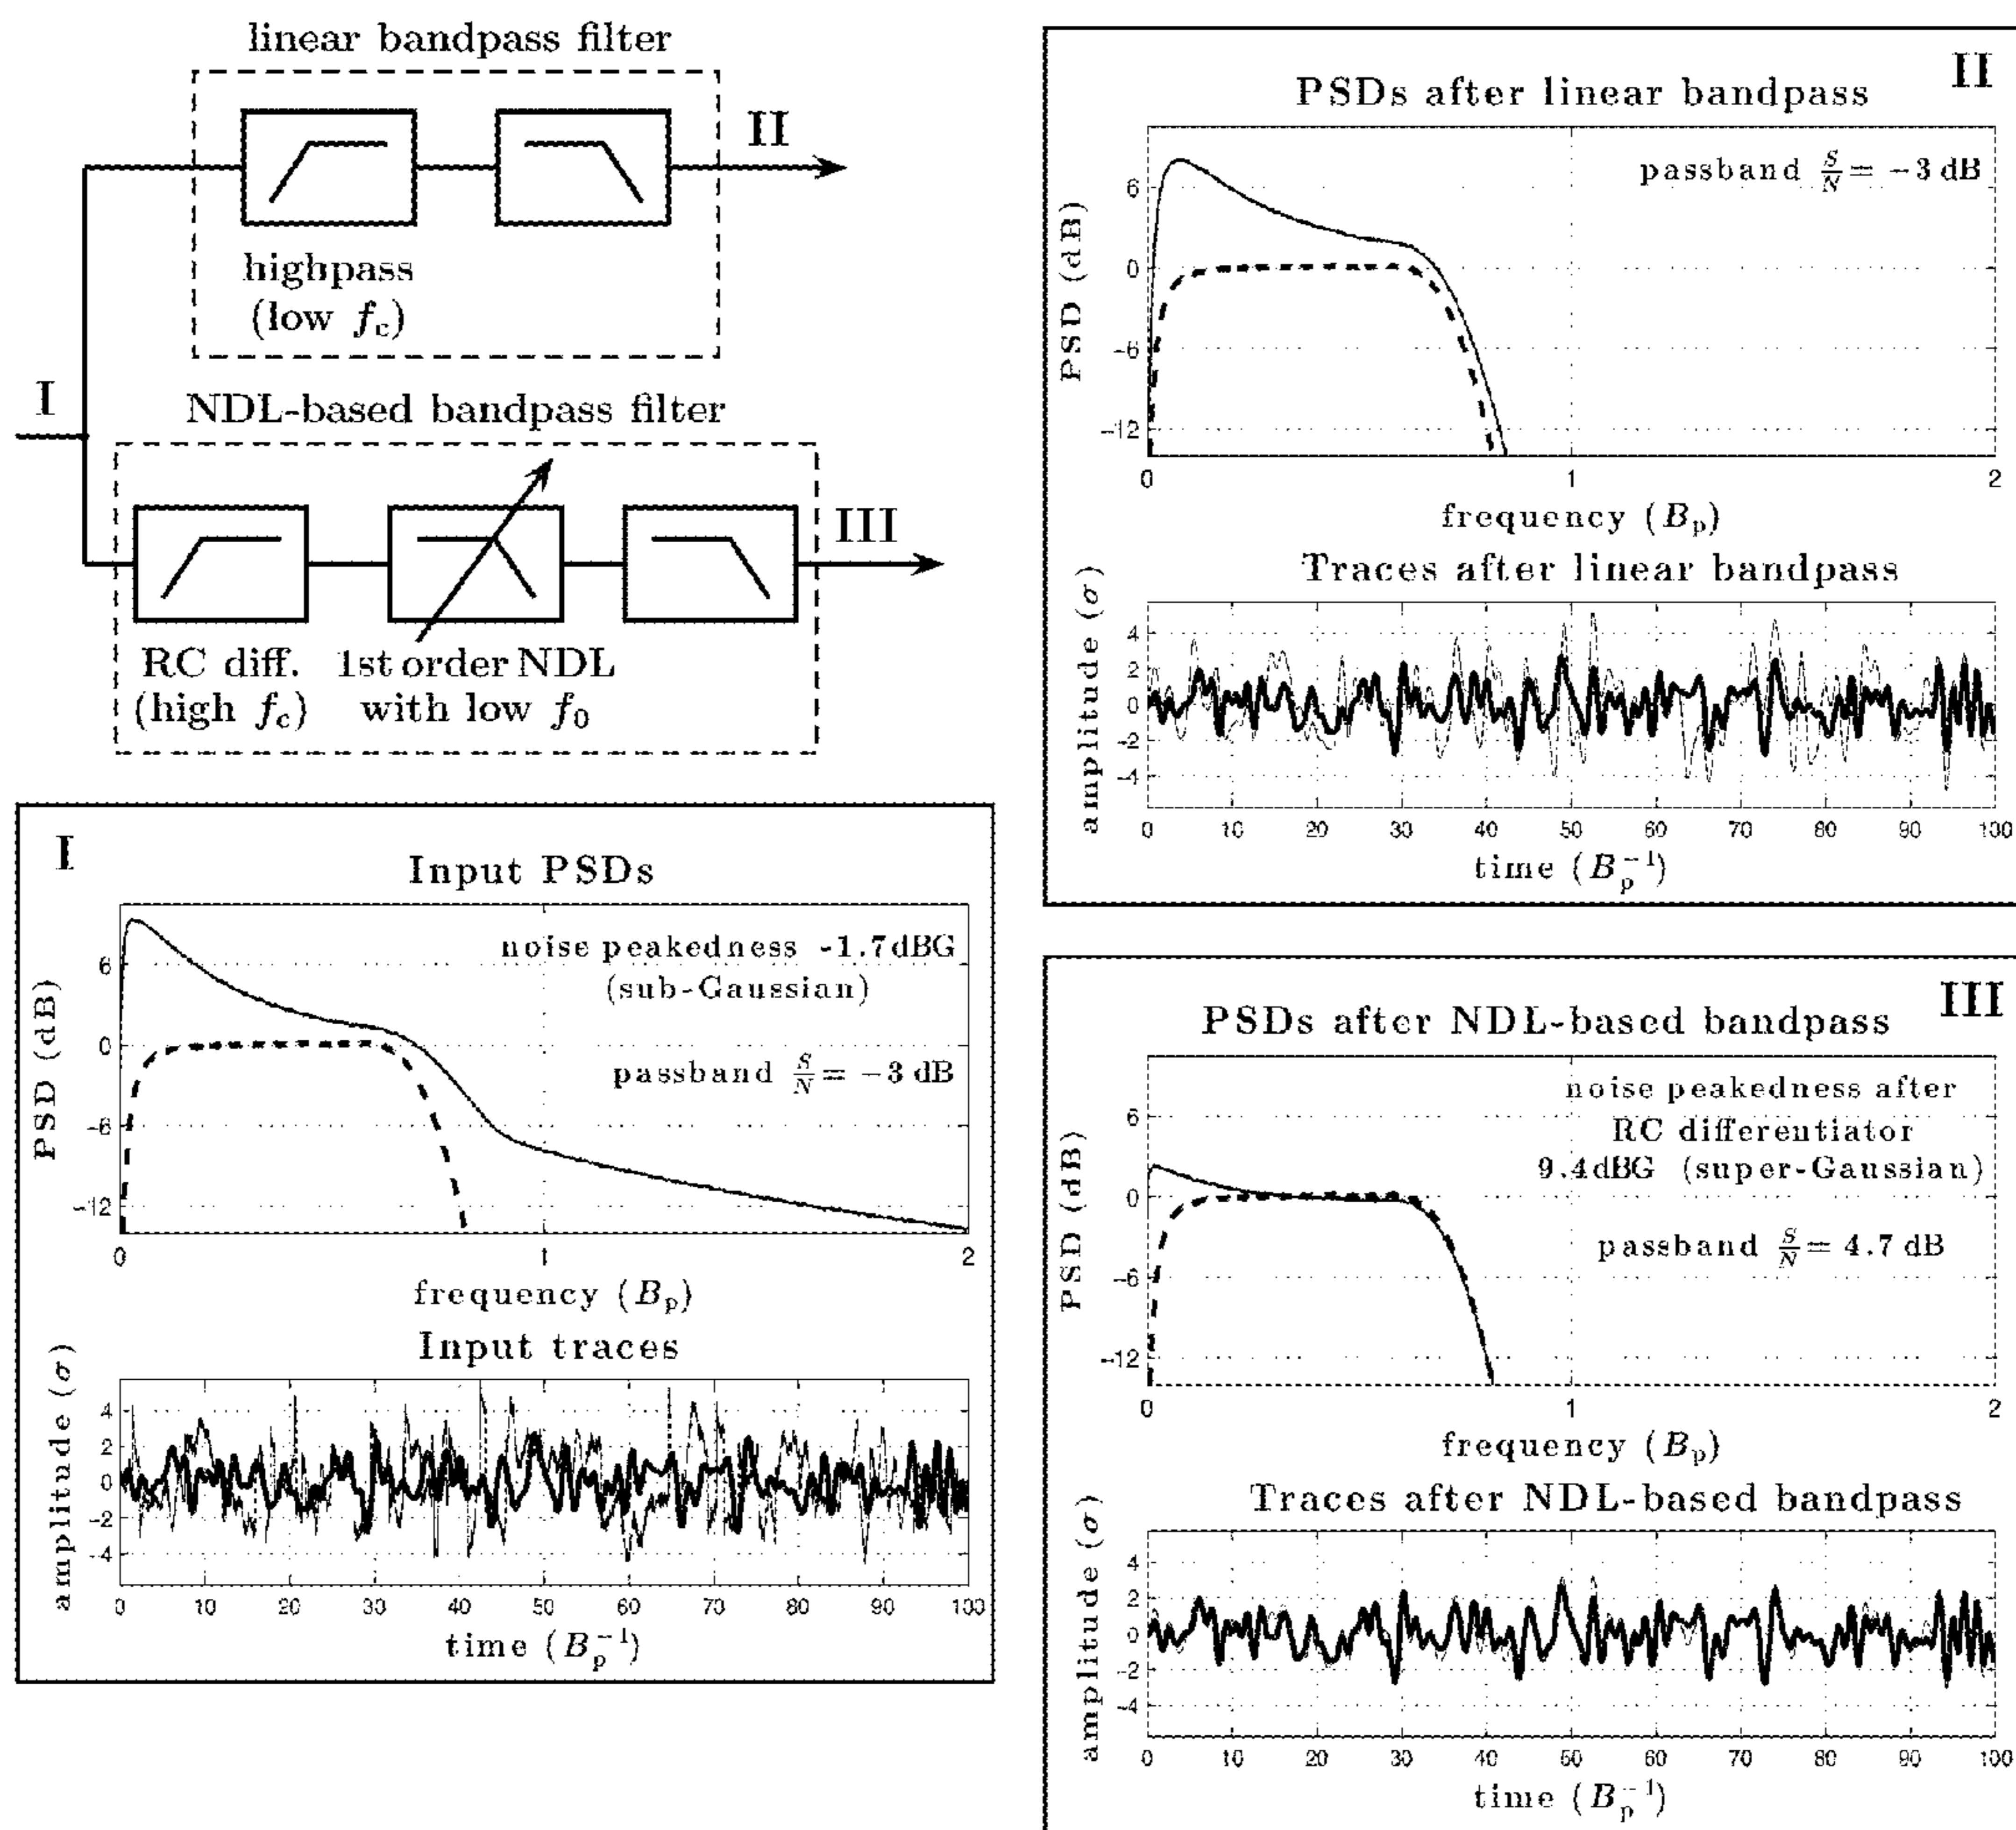 linear bandpass filter
II
highpass
(low f_c)
I
NDL-based bandpass filter
III
RC diff.
(high f_c)
1st order NDL
with low f_0
I
Input PSDs
noise peakedness -1.7dBG
(sub-Gaussian)
passband S/N = −3 dB
PSD (dB)
6
0
-6
-12
0 1 2
frequency (B_p)
Input traces
amplitude (σ)
4
2
0
-2
-4
0 10 20 30 40 50 60 70 80 90 100
time (B_p^−1)
II
PSDs after linear bandpass
passband S/N = −3 dB
PSD (dB)
6
0
-6
-12
0 1 2
frequency (B_p)
Traces after linear bandpass
amplitude (σ)
4
2
0
-2
-4
0 10 20 30 40 50 60 70 80 90 100
time (B_p^−1)
III
PSDs after NDL-based bandpass
noise peakedness after
RC differentiator
9.4dBG (super-Gaussian)
passband S/N = 4.7 dB
PSD (dB)
6
0
-6
-12
0 1 2
frequency (B_p)
Traces after NDL-based bandpass
amplitude (σ)
4
2
0
-2
-4
0 10 20 30 40 50 60 70 80 90 100
time (B_p^−1)